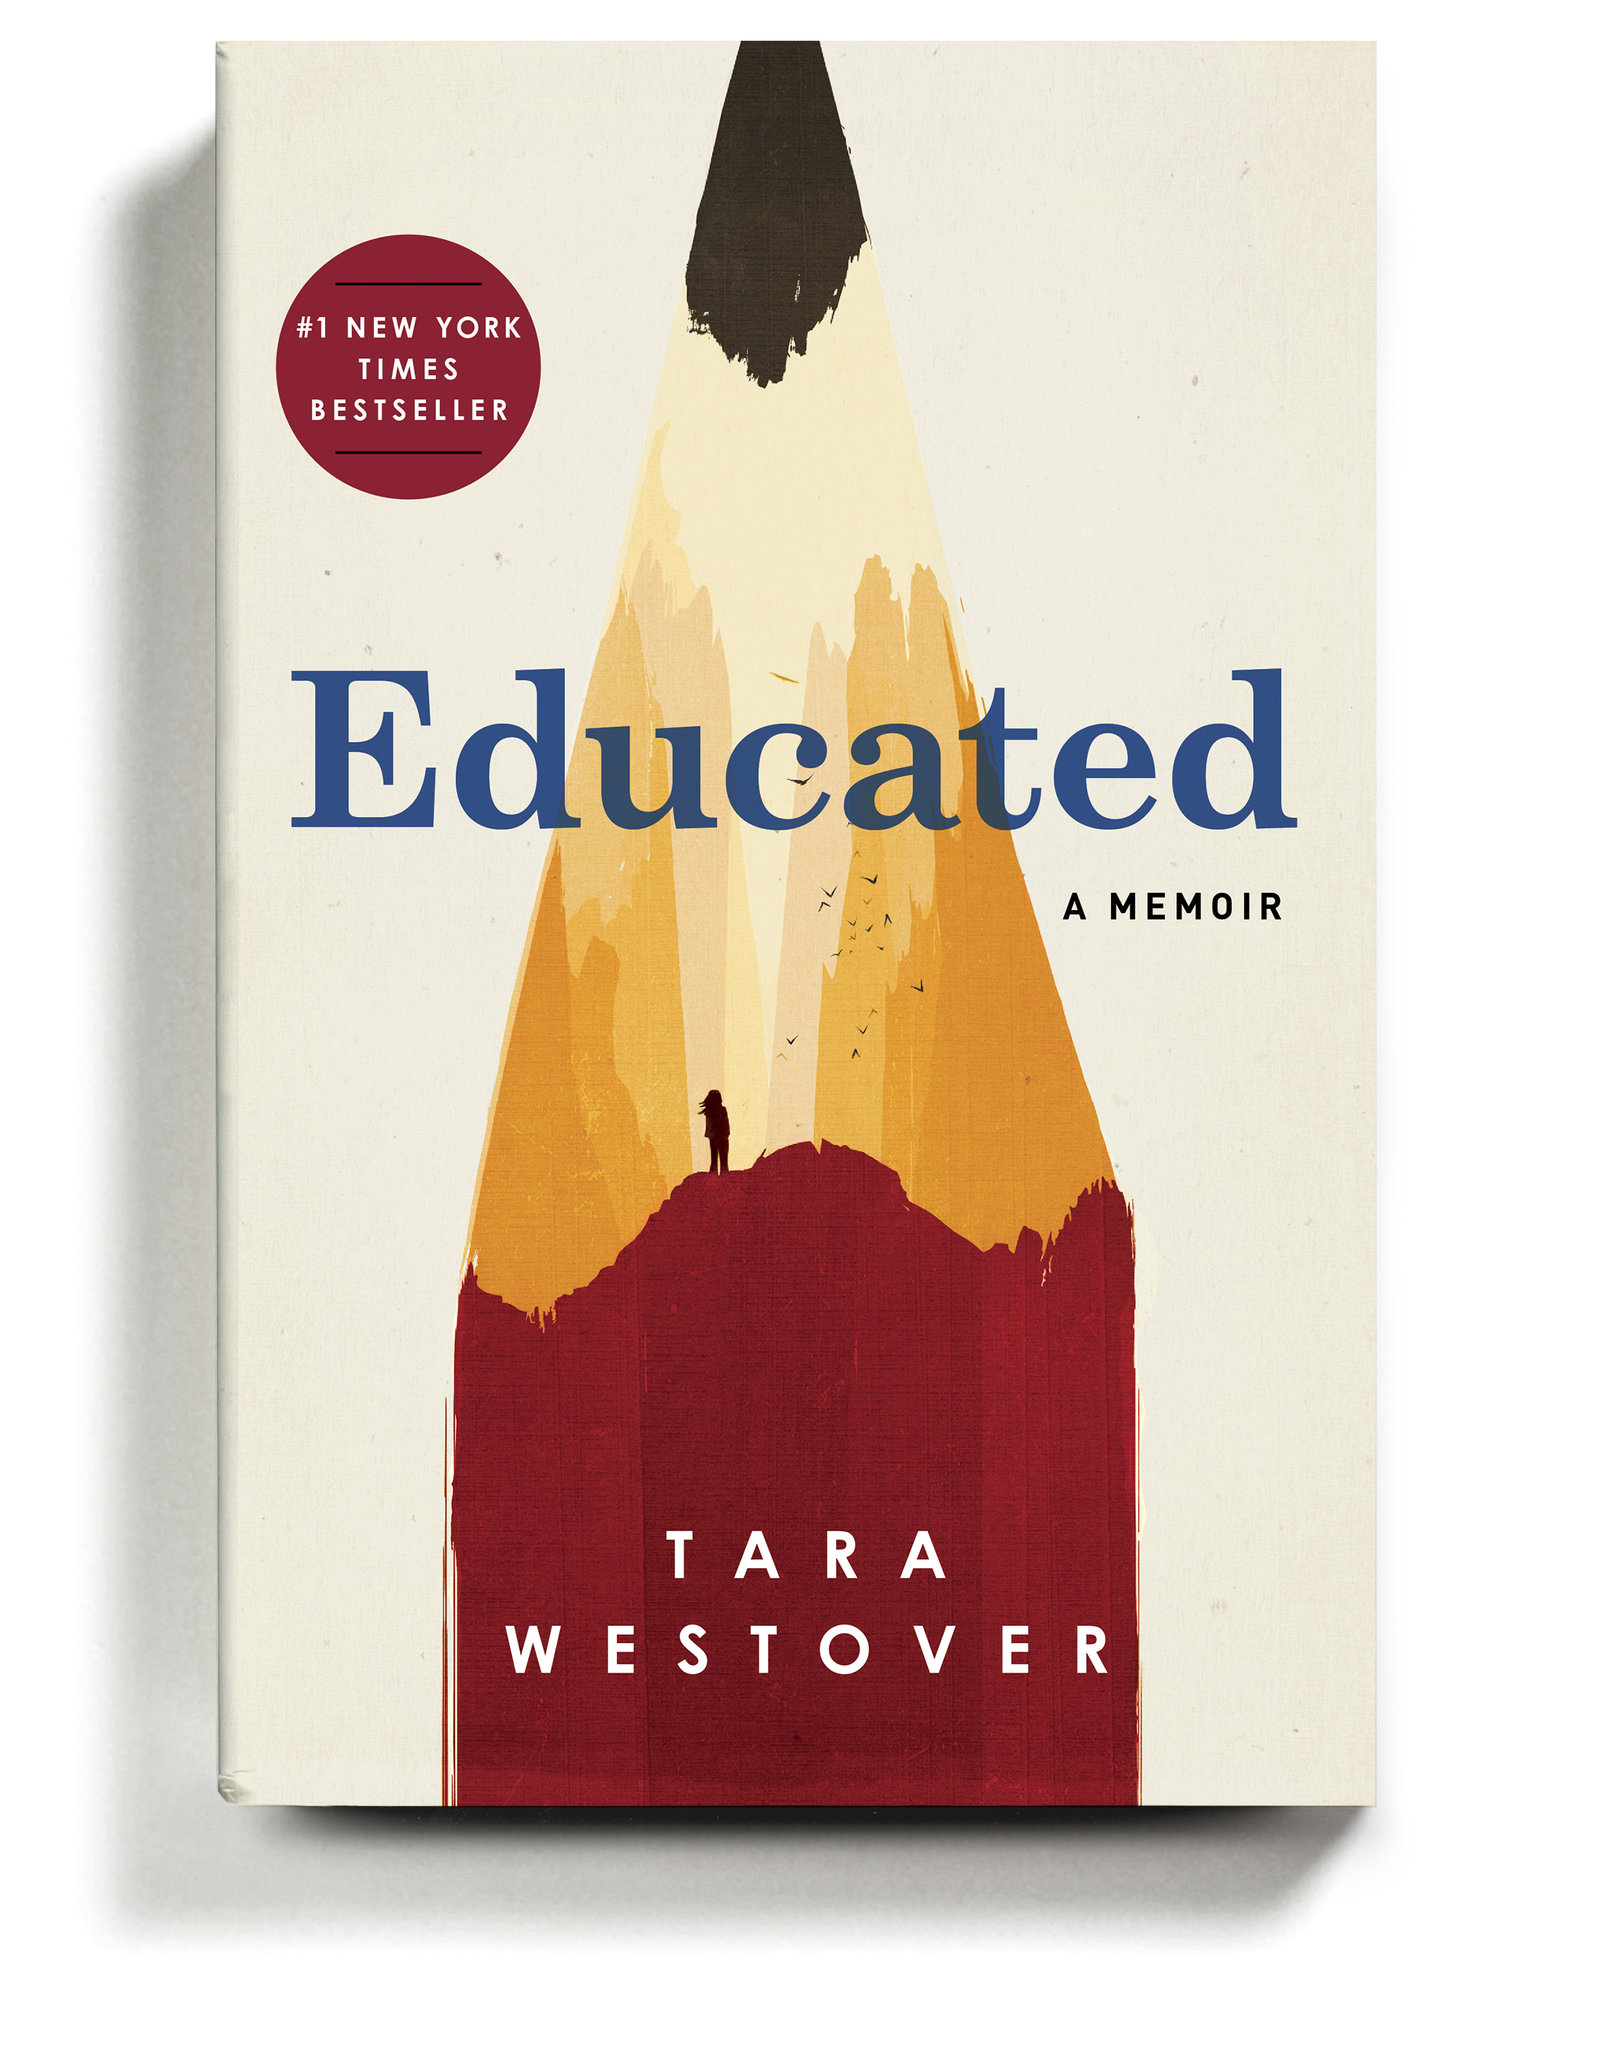 #1 NEW YORK
TIMES
BESTSELLER
Educated
A MEMOIR
TARA
WESTOVER